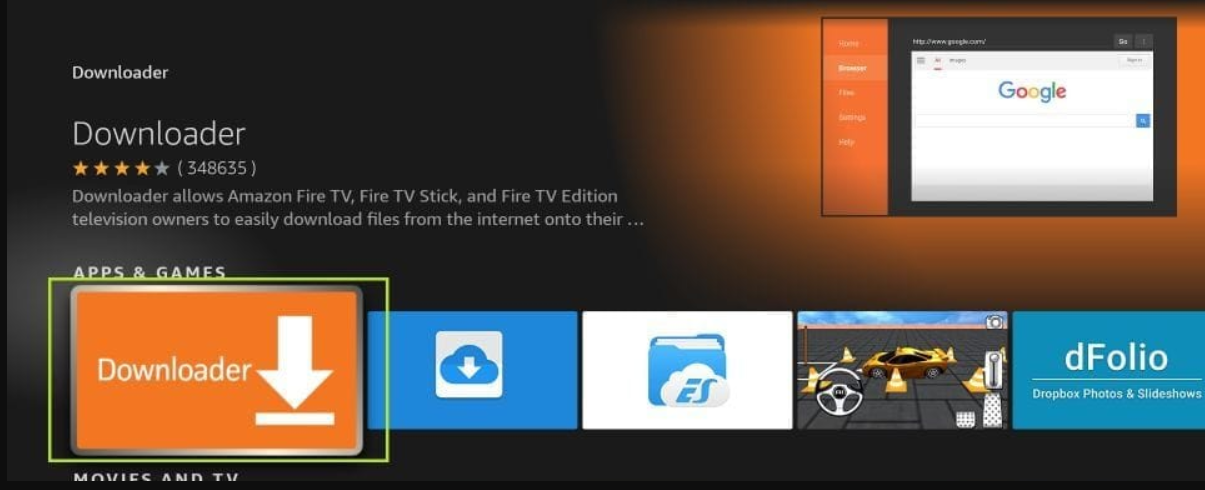 Downloader
Downloader
(348635)
Downloader allows Amazon Fire TV, Fire TV Stick, and Fire TV Edition
television owners to easily download files from the internet onto their ...
Home
Browser
Files
Settings
Help
http://www.google.com/
Go
All Images
Sign in
Google
APPS & GAMES
Downloader
ES
dFolio
Dropbox Photos & Slideshows
MOVIES AND TV